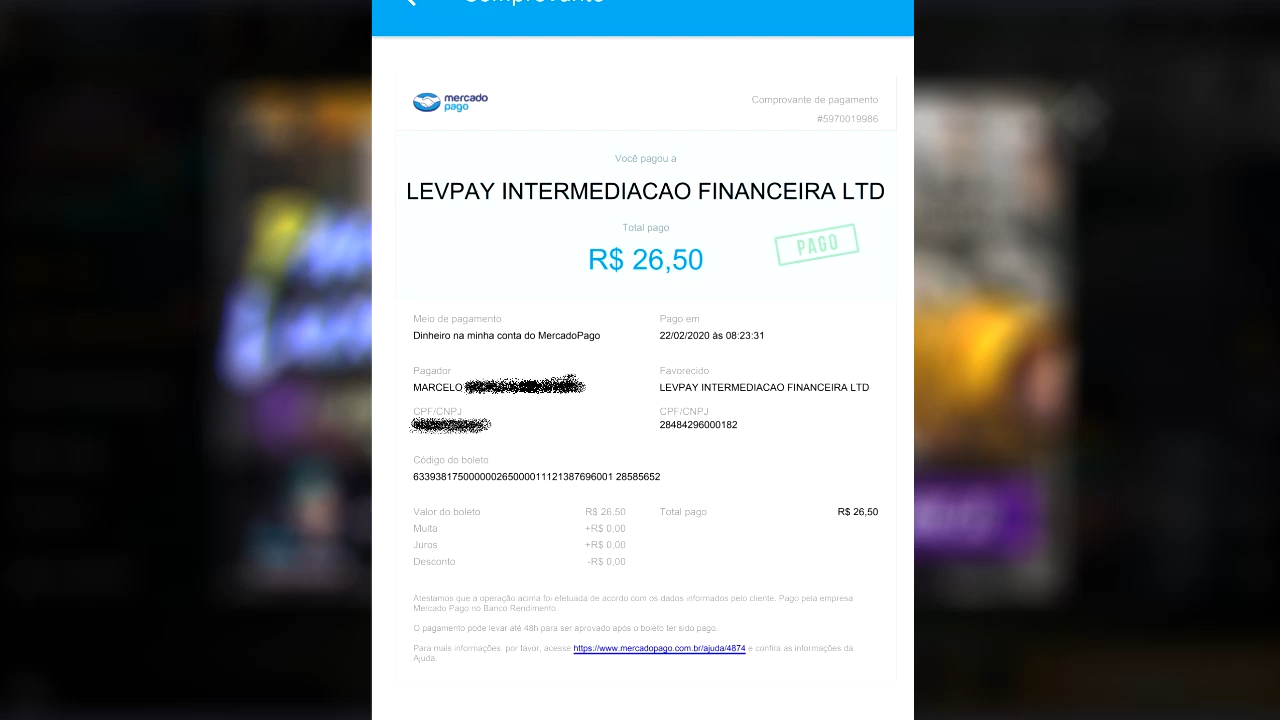 mercado
pago
Comprovante de pagamento
#5970019986
Você pagou a
LEVPAY INTERMEDIACAO FINANCEIRA LTD
Total pago
R$ 26,50
PAGO
Meio de pagamento
Dinheiro na minha conta do MercadoPago
Pago em
22/02/2020 às 08:23:31
Pagador
MARCELO
Favorecido
LEVPAY INTERMEDIACAO FINANCEIRA LTD
CPF/CNPJ
CPF/CNPJ
28484296000182
Código do boleto
63393817500000026500001112138769600128585652
Valor do boleto R$ 26,50
Total pago R$ 26,50
Multa +R$ 0,00
Juros +R$ 0,00
Desconto -R$ 0,00
Atestamos que a operação acima foi efetuada de acordo com os dados informados pelo cliente. Pago pela empresa
Mercado Pago no Banco Rendimento.
O pagamento pode levar até 48h para ser aprovado após o boleto ter sido pago.
Para mais informações, por favor, acesse https://www.mercadopago.com.br/ajuda/4874 e confira as informações da
Ajuda.